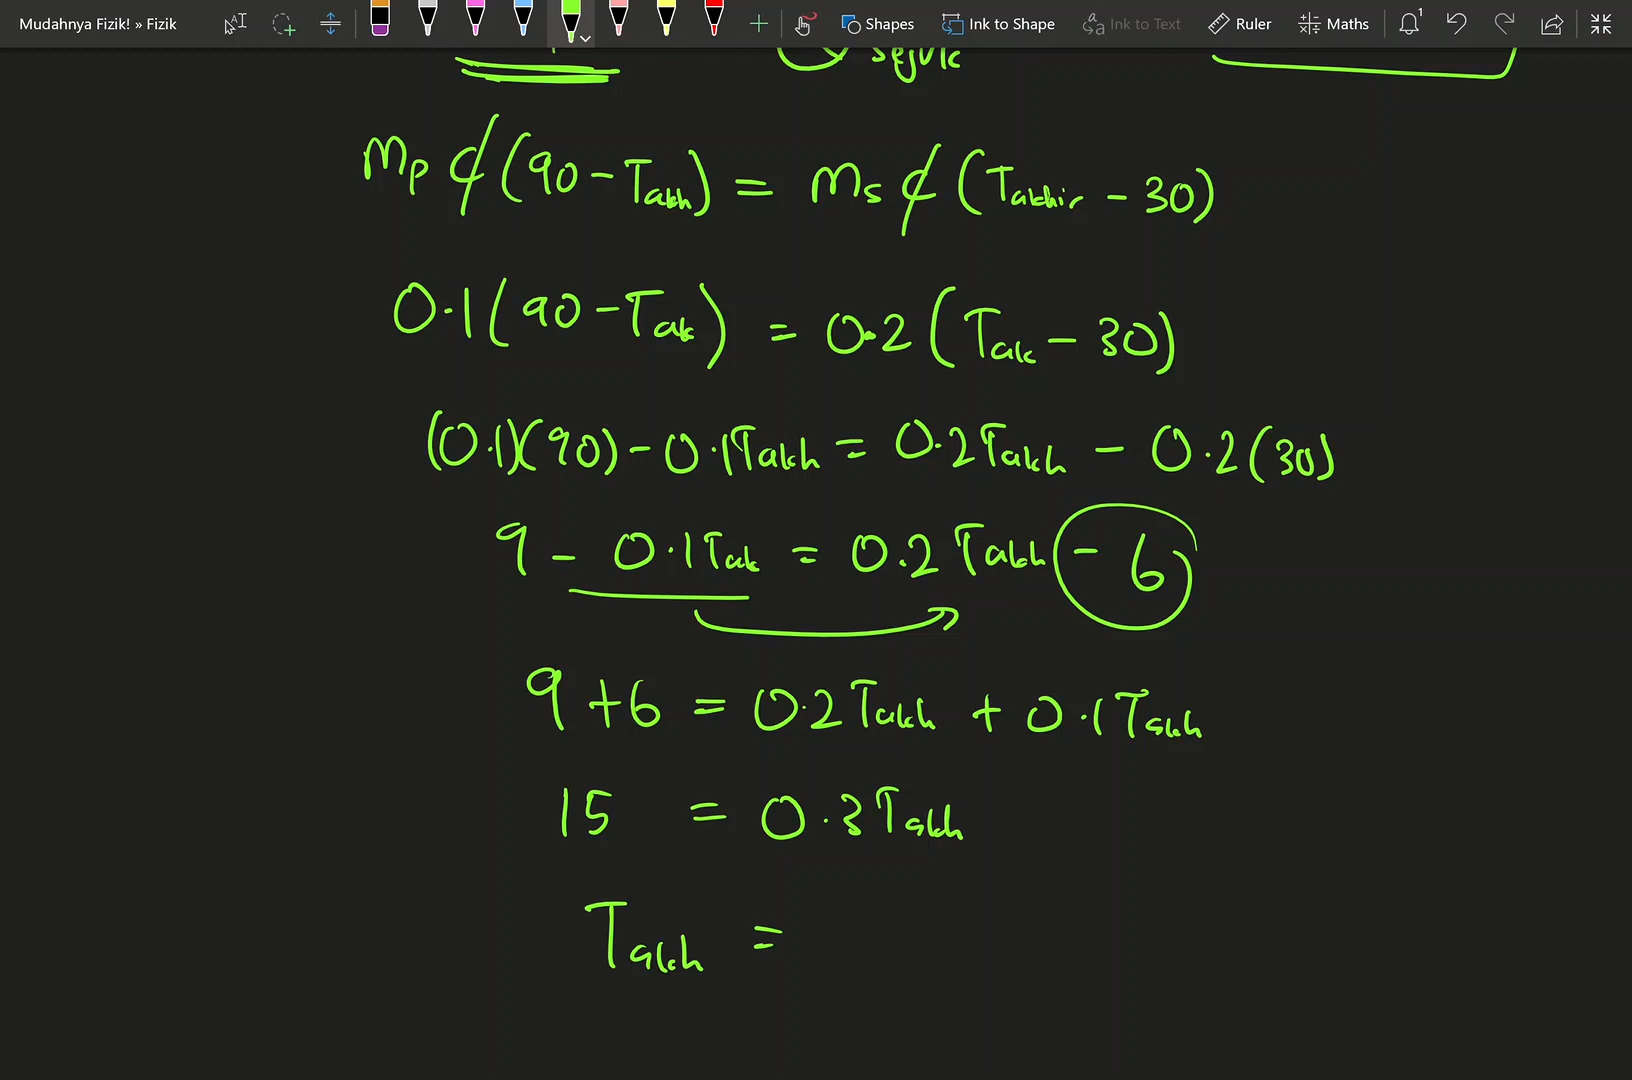 Mudahnya Fizik! » Fizik
Shapes Ink to Shape Ink to Text Ruler Maths 1
sejuk
mp c(90 - Takh) = ms c(Takhir - 30)
0.1(90 - Tak) = 0.2(Tak - 30)
(0.1)(90) - 0.1Takh = 0.2Takh - 0.2(30)
9 - 0.1Tak = 0.2Takh - 6
9 + 6 = 0.2Takh + 0.1Takh
15 = 0.3Takh
Takh =